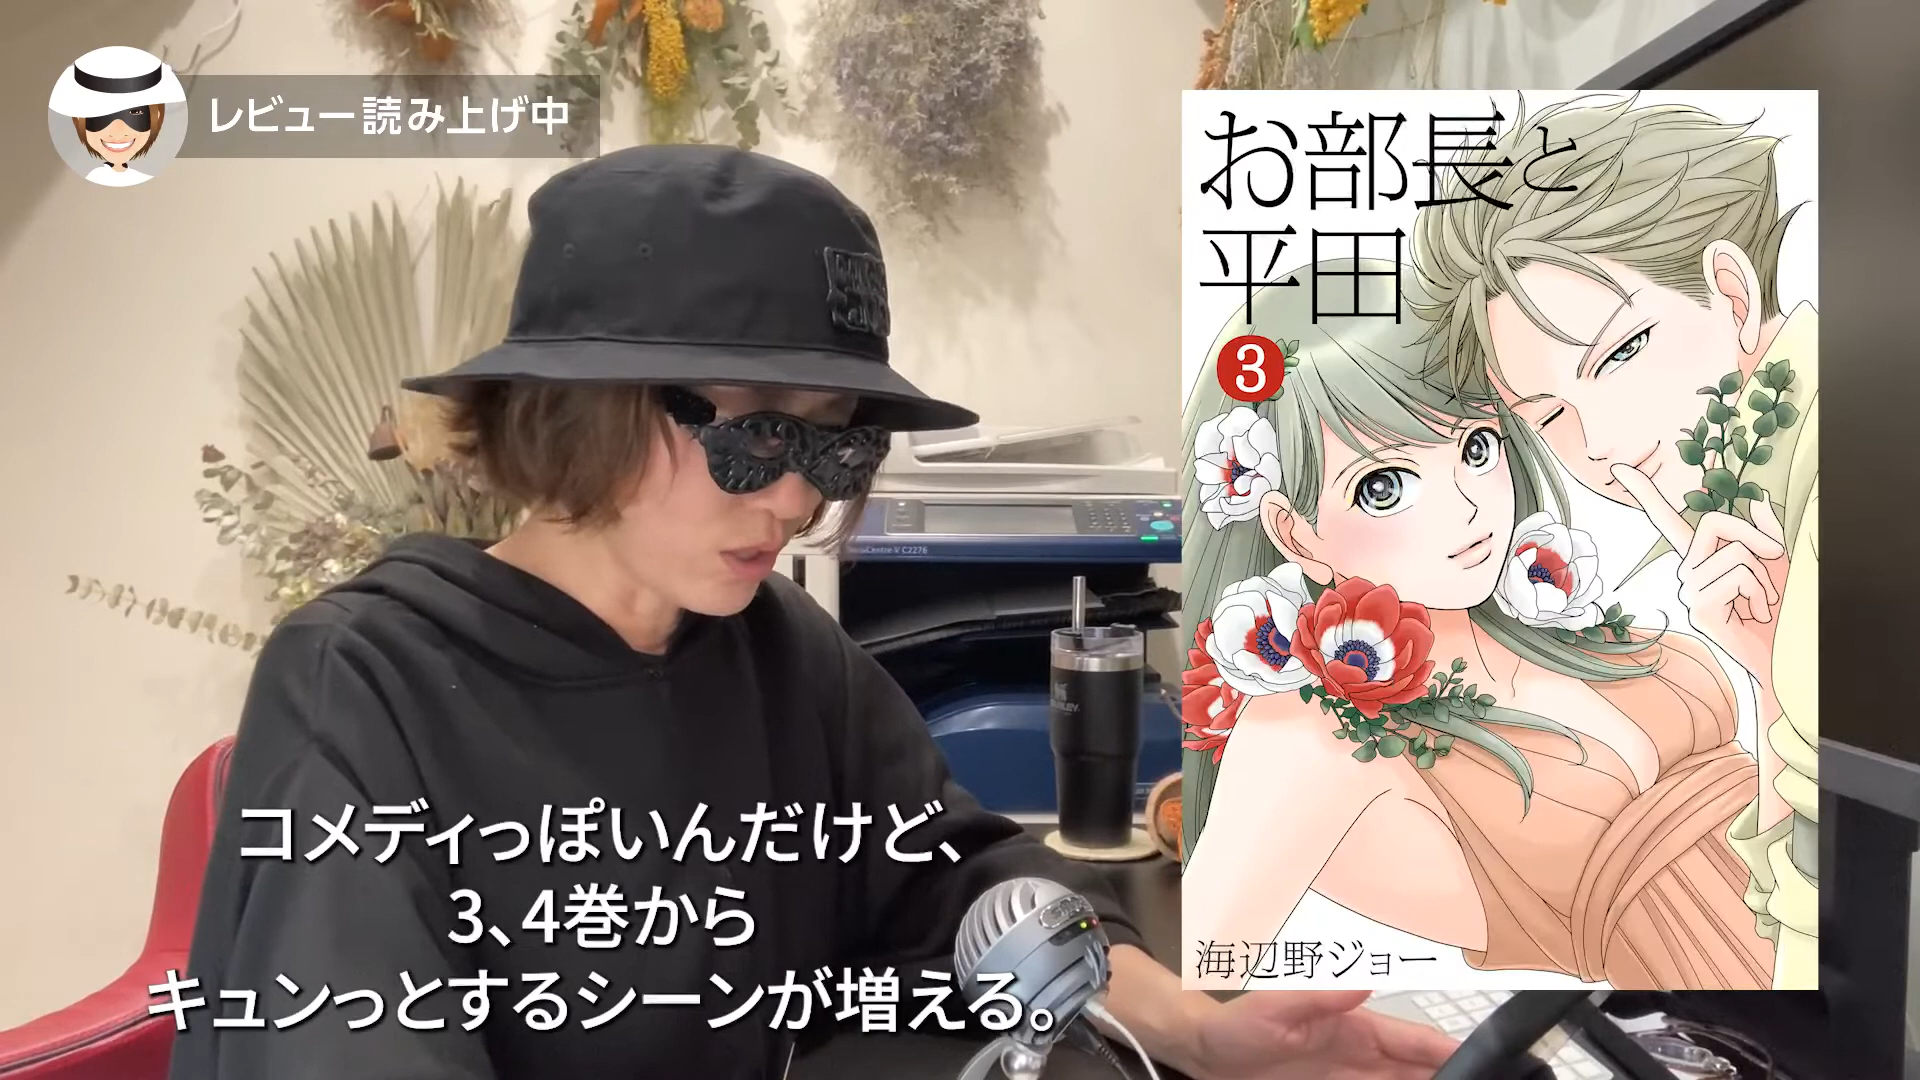 レビュー読み上げ中
お部長と
平田
3
海辺野ジョー
C2276
コメディっぽいんだけど、
3、4巻から
キュンっとするシーンが増える。